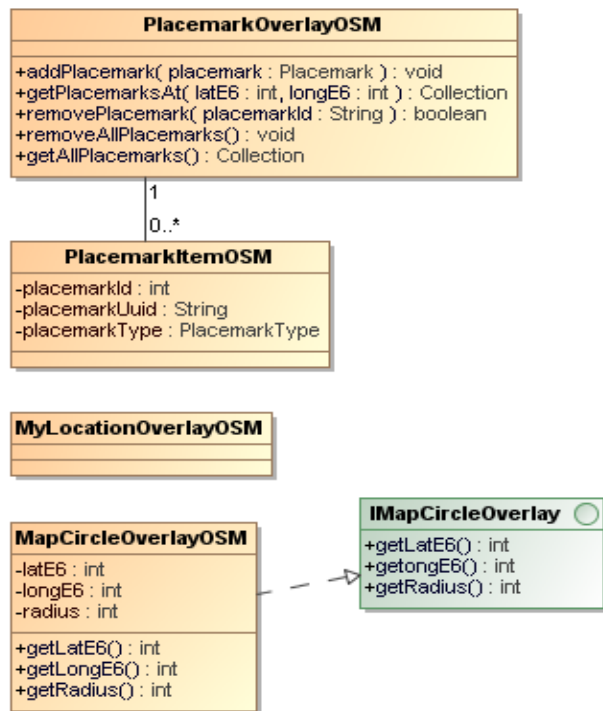 PlacemarkOverlayOSM
+addPlacemark( placemark : Placemark ) : void
+getPlacemarksAt( latE6 : int, longE6 : int ) : Collection
+removePlacemark( placemarkId : String ) : boolean
+removeAllPlacemarks() : void
+getAllPlacemarks() : Collection
1
0..*
PlacemarkItemOSM
-placemarkId : int
-placemarkUuid : String
-placemarkType : PlacemarkType
MyLocationOverlayOSM
MapCircleOverlayOSM
-latE6 : int
-longE6 : int
-radius : int
+getLatE6() : int
+getLongE6() : int
+getRadius() : int
IMapCircleOverlay
+getLatE6() : int
+getongE6() : int
+getRadius() : int